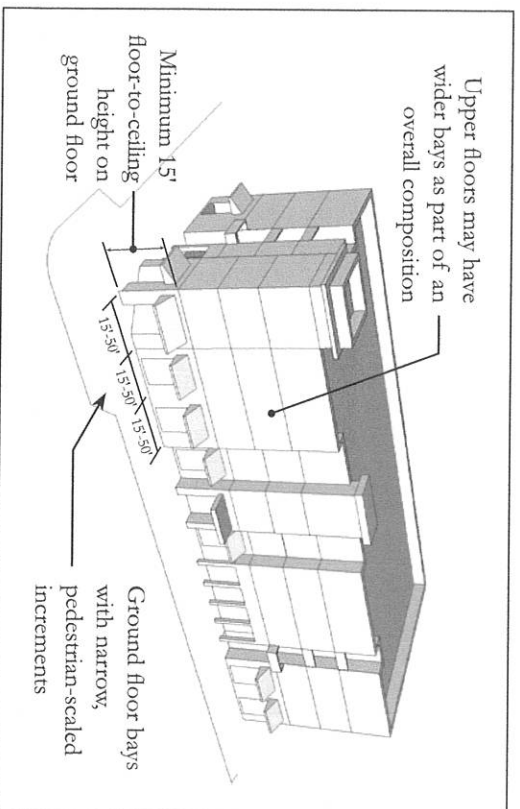 Upper floors may have
wider bays as part of an
overall composition
Minimum 15'
floor-to-ceiling
height on
ground floor
15'-50'
15'-50'
15'-50'
Ground floor bays
with narrow,
pedestrian-scaled
increments